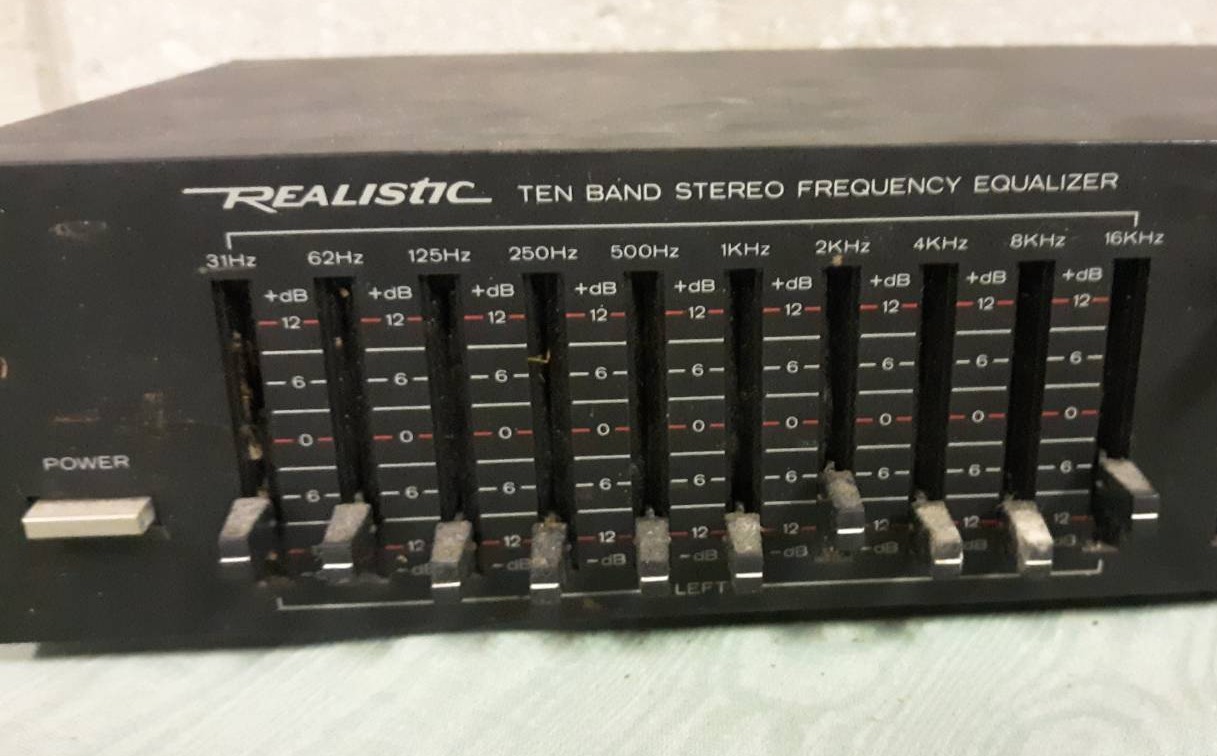 REALISTIC TEN BAND STEREO FREQUENCY EQUALIZER
31Hz 62Hz 125Hz 250Hz 500Hz 1KHz 2KHz 4KHz 8KHz 16KHz
+dB +dB +dB +dB +dB +dB +dB +dB +dB
12 12 12 12 12 12 12 12 12
6 6 6 6 6 6 6 6 6
0 0 0 0 0 0 0 0 0
POWER
6 6 6 6 6 6 6 6 6
12 12 12 12 12 12 12 12
-dB -dB -dB -dB -dB
LEFT